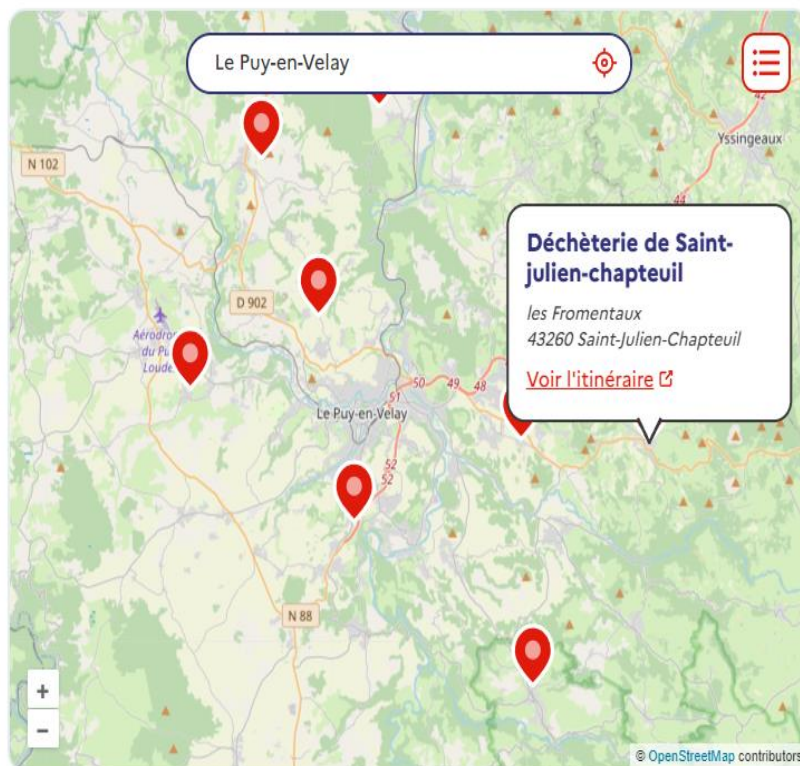 Le Puy-en-Velay
42
Yssingeaux
N 102
44
Déchèterie de Saint-
julien-chapteuil
les Fromentaux
43260 Saint-Julien-Chapteuil
Voir l'itinéraire
D 902
Aérodro
du Pu
Loude
50
49
48
51
Le Puy-en-Velay
52
52
N 88
+
−
© OpenStreetMap contributors